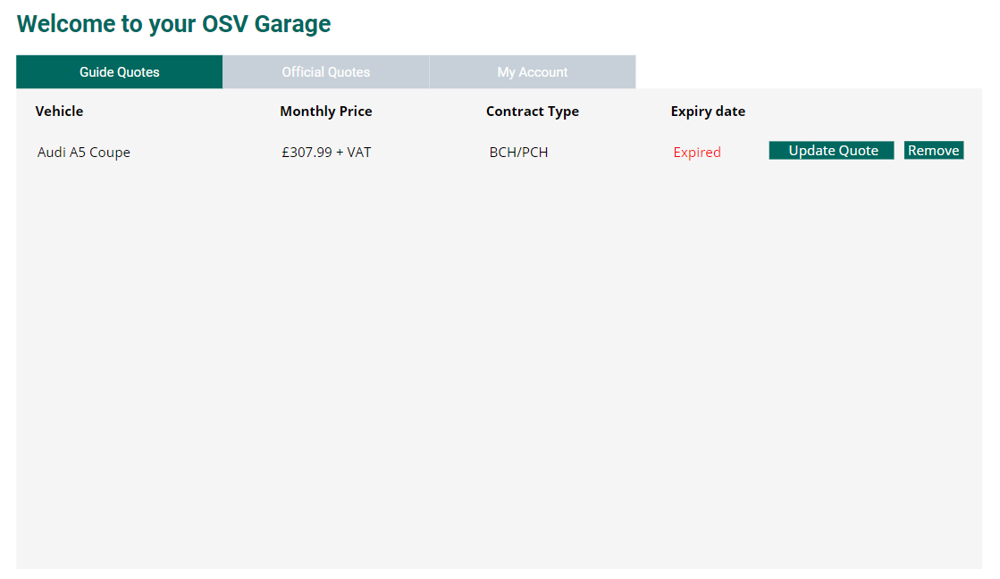 Welcome to your OSV Garage
Guide Quotes Official Quotes My Account
Vehicle Monthly Price Contract Type Expiry date
Audi A5 Coupe £307.99 + VAT BCH/PCH Expired Update Quote Remove